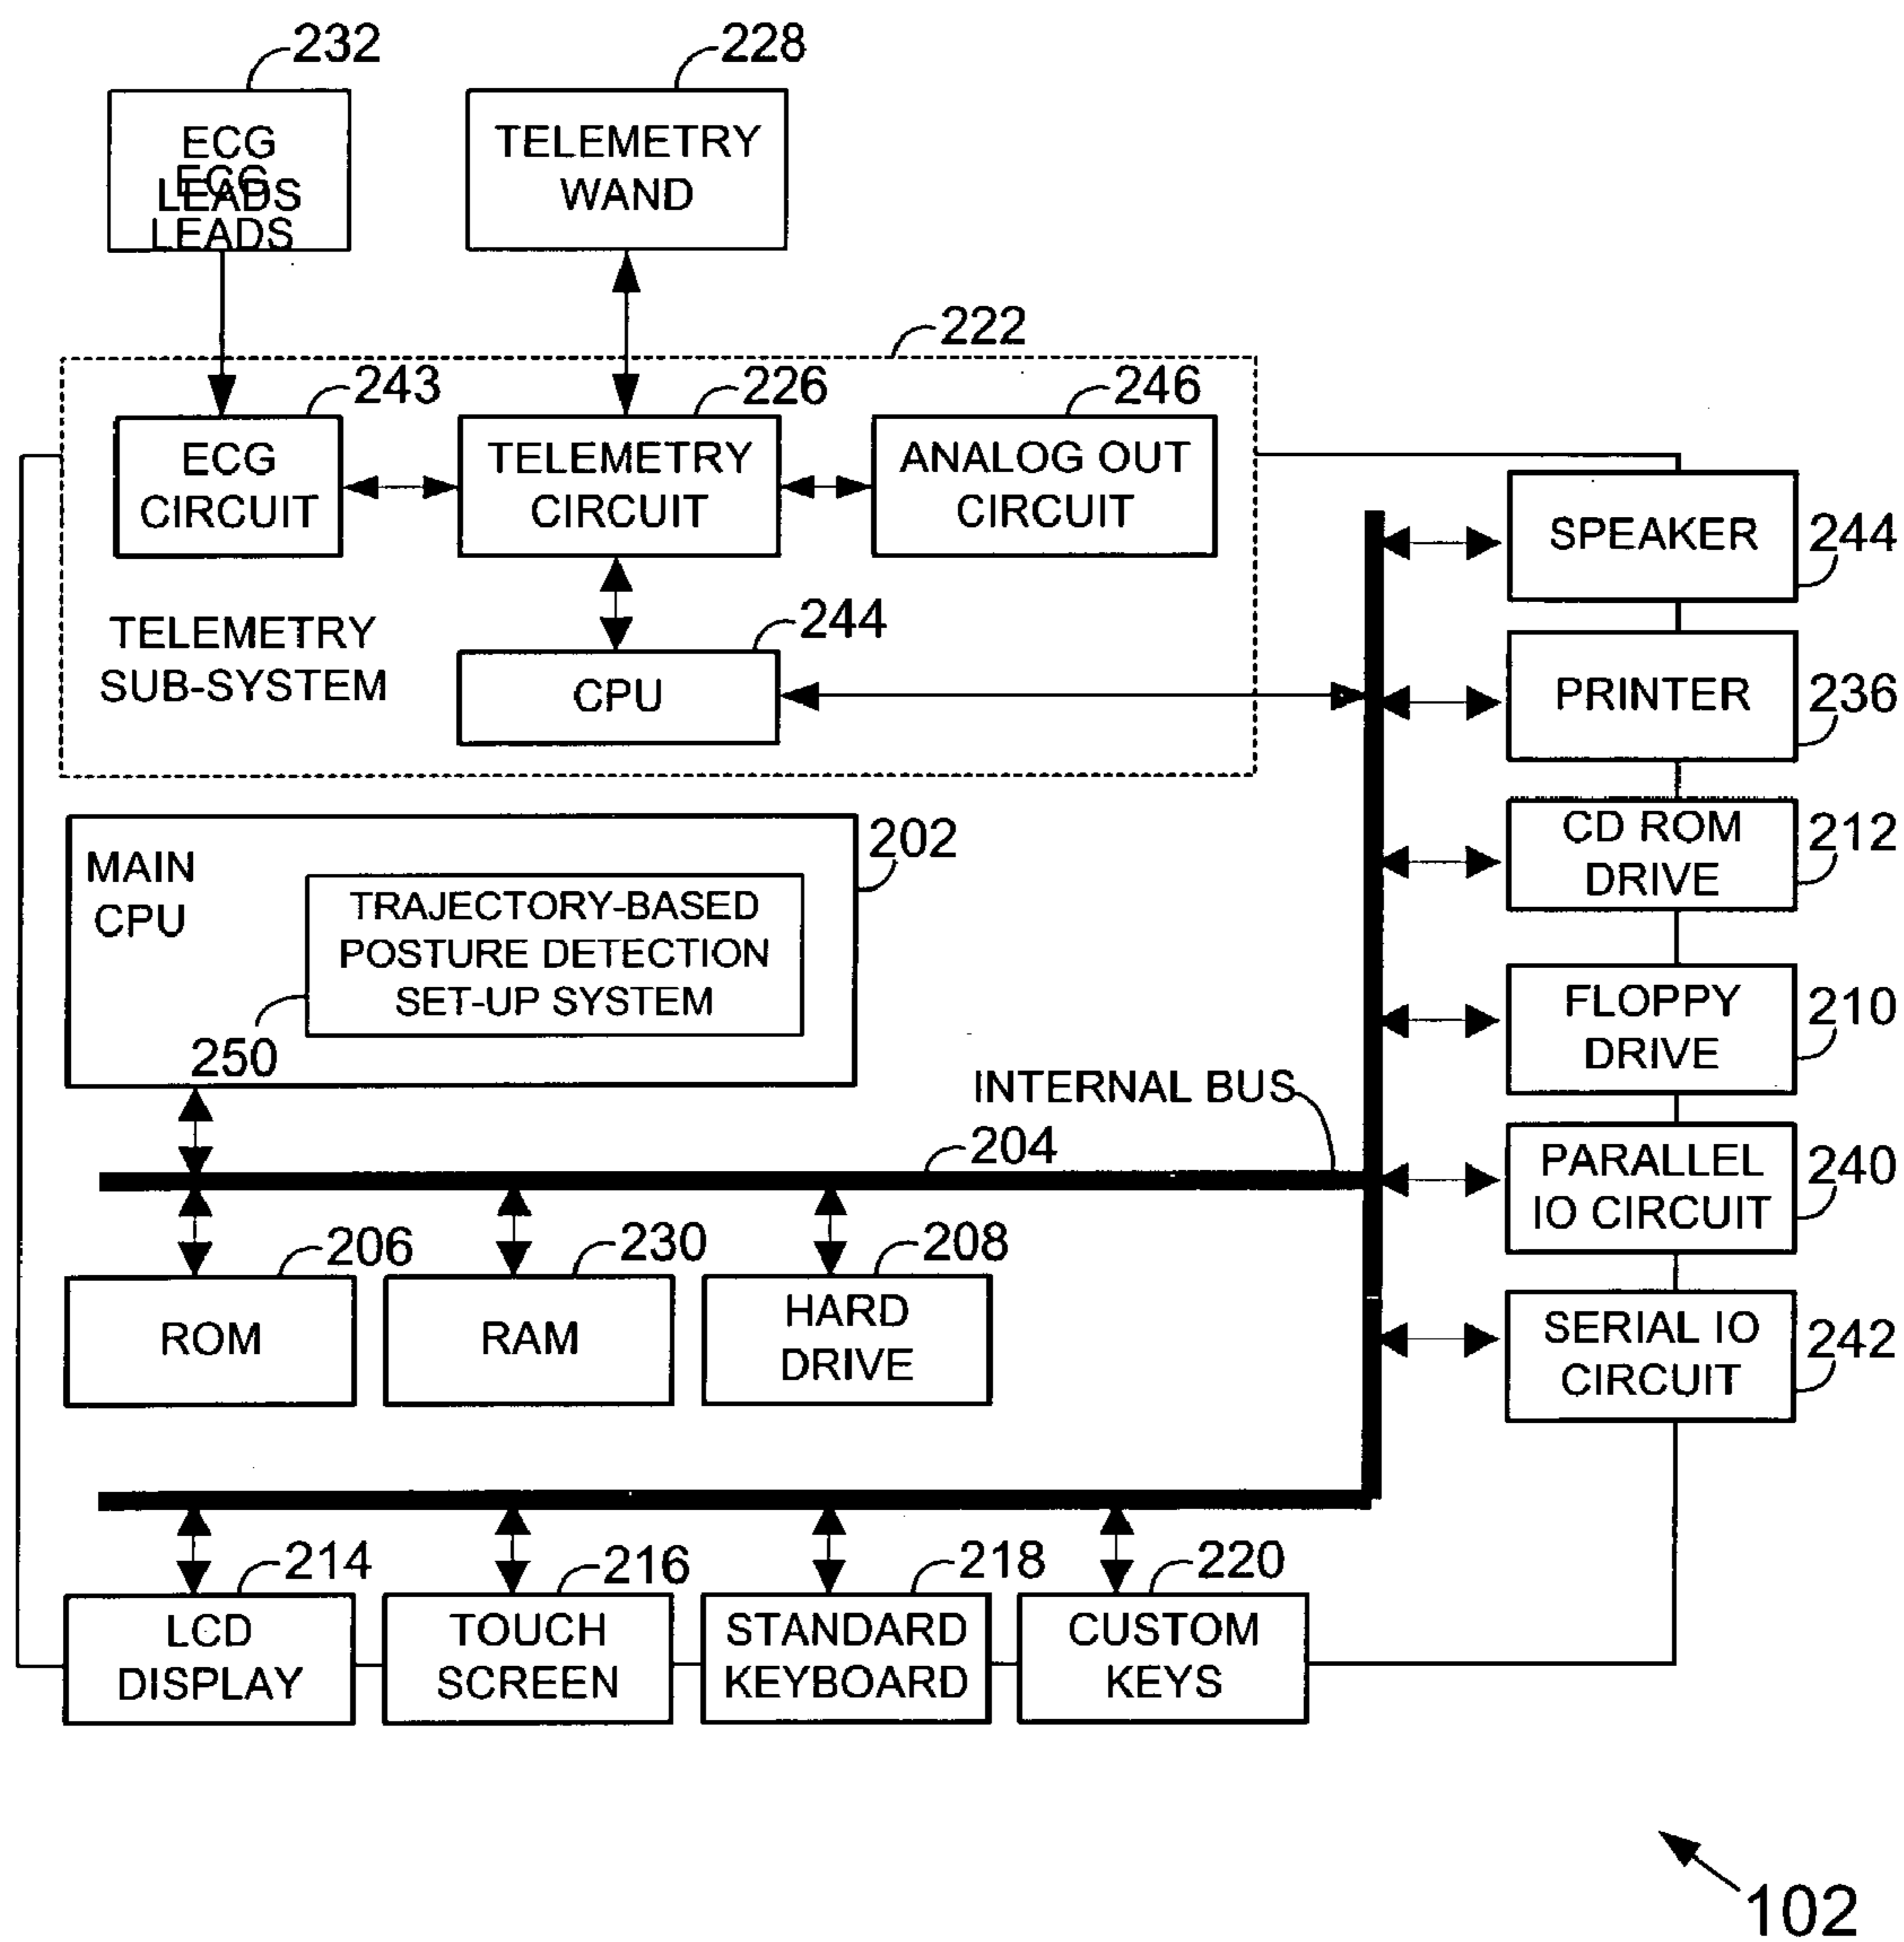 232
228
ECG
LEADS
ECG
LEADS
TELEMETRY
WAND
222
243
226
246
ECG
CIRCUIT
TELEMETRY
CIRCUIT
ANALOG OUT
CIRCUIT
SPEAKER
244
TELEMETRY
SUB-SYSTEM
244
CPU
PRINTER
236
MAIN
CPU
202
TRAJECTORY-BASED
POSTURE DETECTION
SET-UP SYSTEM
250
CD ROM
DRIVE
212
FLOPPY
DRIVE
210
INTERNAL BUS
204
PARALLEL
IO CIRCUIT
240
206
230
208
ROM
RAM
HARD
DRIVE
SERIAL IO
CIRCUIT
242
214
216
218
220
LCD
DISPLAY
TOUCH
SCREEN
STANDARD
KEYBOARD
CUSTOM
KEYS
102